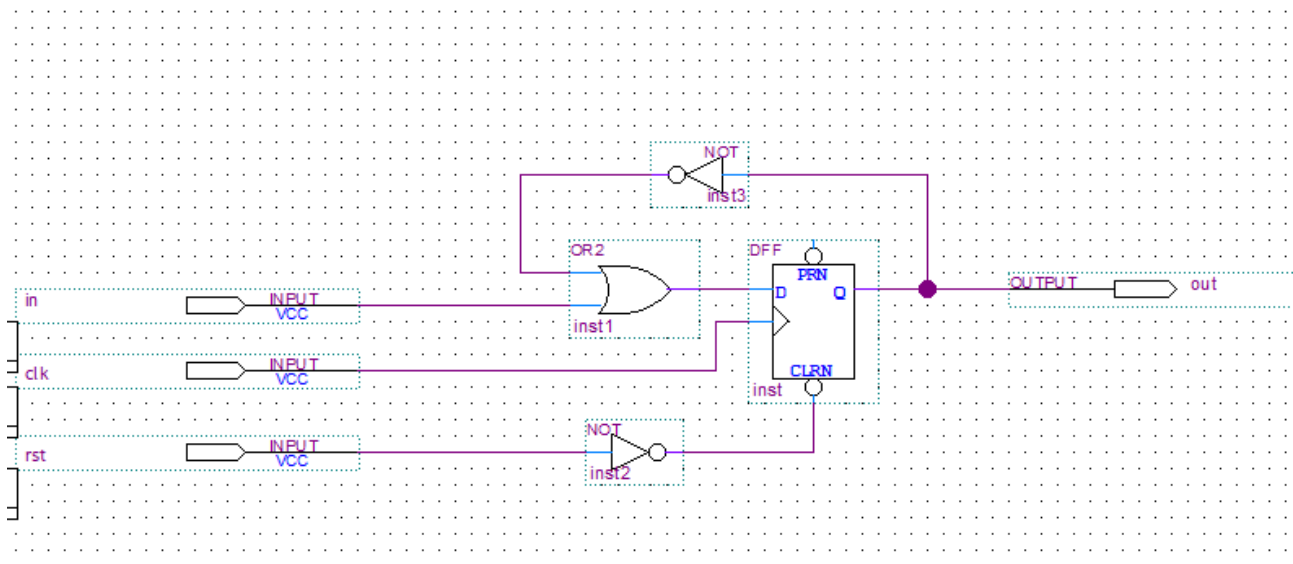 NOT
inst3
OR2
DFF
PRN
D
Q
OUTPUT
out
in
INPUT
VCC
inst1
clk
INPUT
VCC
CLRN
inst
NOT
rst
INPUT
VCC
inst2